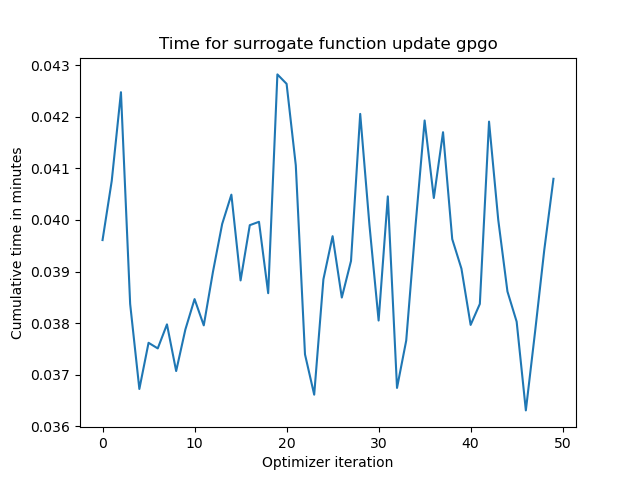 Time for surrogate function update gpgo
0.043
0.042
0.041
0.040
0.039
0.038
0.037
0.036
Cumulative time in minutes
0 10 20 30 40 50
Optimizer iteration